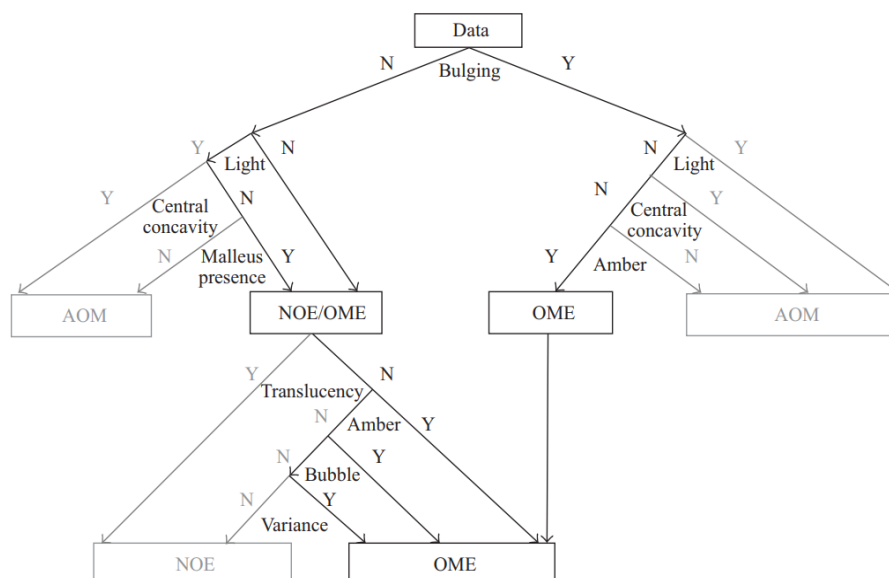 Data
N
Bulging
Y
Y
Light
N
N
Light
Y
Y
N
N
Y
Central
concavity
Central
concavity
N
Malleus
presence
Y
Y
Amber
N
AOM
NOE/OME
OME
AOM
Y
N
Translucency
N
Amber
Y
N
Bubble
Y
N
Y
Variance
NOE
OME